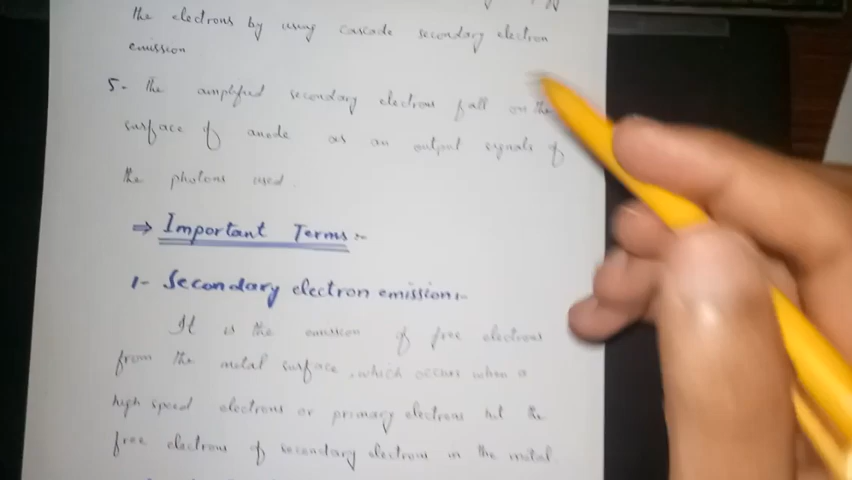 the electrons by using cascade secondary electron
emission
5- the amplified secondary electrons fall on the
surface of anode as an output signals of
the photons used.
⇒ Important Terms:-
1- Secondary electron emission:-
It is the emission of free electrons
from the metal surface, which occurs when a
high speed electrons or primary electrons hit the
free electrons of secondary electrons in the metal.